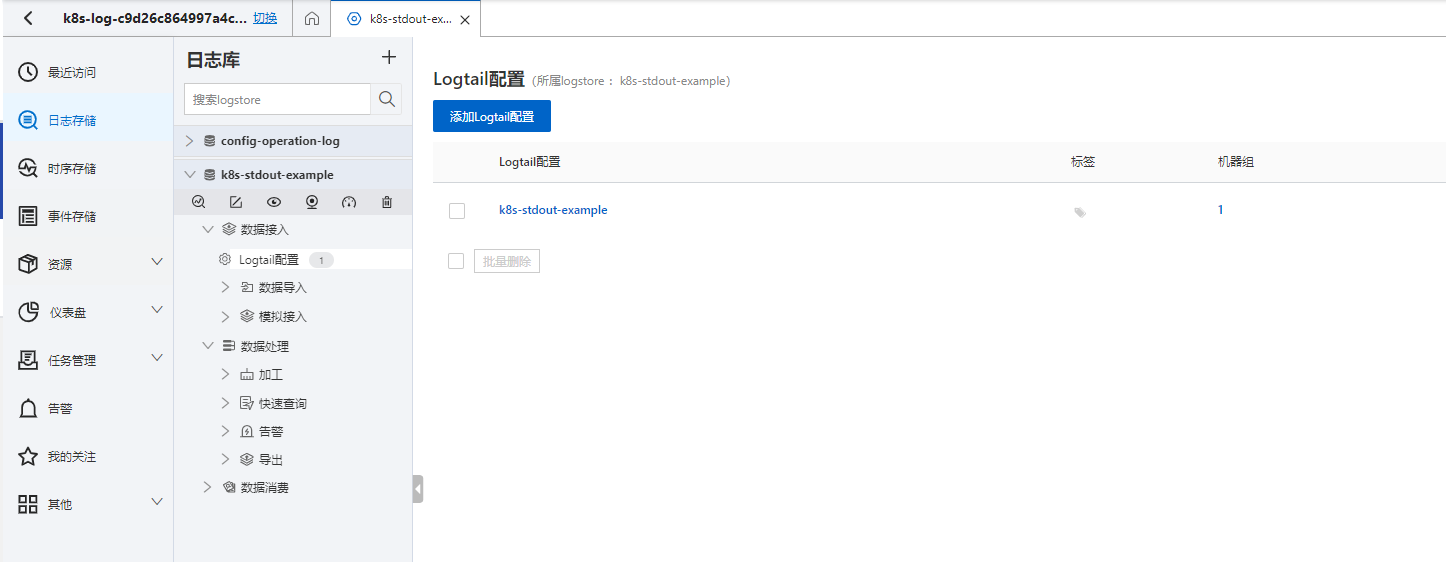 k8s-log-c9d26c864997a4c... 切换
k8s-stdout-ex...
最近访问
日志存储
时序存储
事件存储
资源
仪表盘
任务管理
告警
我的关注
其他
日志库
搜索logstore
config-operation-log
k8s-stdout-example
数据接入
Logtail配置 1
数据导入
模拟接入
数据处理
加工
快速查询
告警
导出
数据消费
Logtail配置 (所属logstore : k8s-stdout-example)
添加Logtail配置
Logtail配置 标签 机器组
k8s-stdout-example 1
批量删除